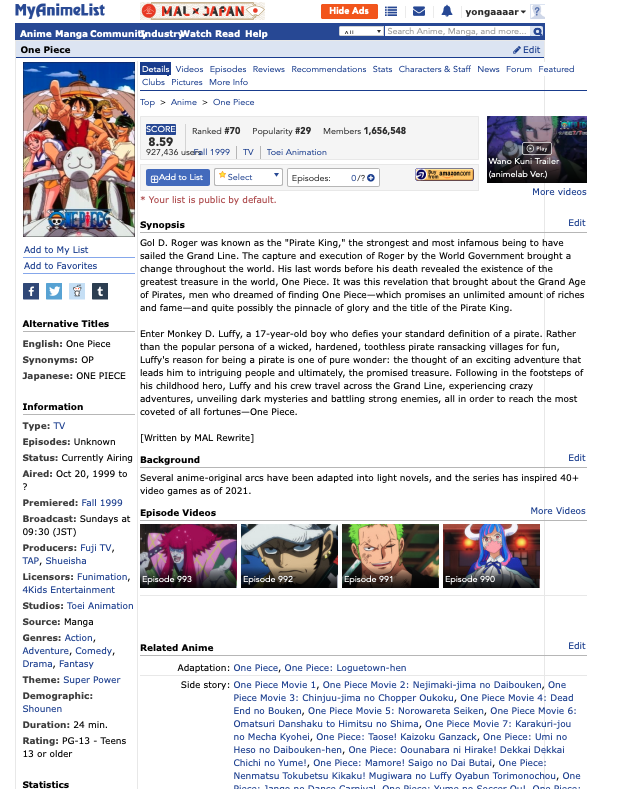 MyAnimeList
MAL × JAPAN
Hide Ads
yongaaaar
?
Anime Manga Community Industry Watch Read Help
All
Search Anime, Manga, and more...
One Piece
Edit
Details Videos Episodes Reviews Recommendations Stats Characters & Staff News Forum Featured
Clubs Pictures More Info
Top > Anime > One Piece
SCORE
8.59
927,436 users
Ranked #70 Popularity #29 Members 1,656,548
Fall 1999 TV Toei Animation
Play
Wano Kuni Trailer
(animelab Ver.)
Add to List
Select
Episodes: 0/?
Buy from amazon.com
More videos
* Your list is public by default.
ONE PIECE
Add to My List
Add to Favorites
Alternative Titles
English: One Piece
Synonyms: OP
Japanese: ONE PIECE
Information
Type: TV
Episodes: Unknown
Status: Currently Airing
Aired: Oct 20, 1999 to
?
Premiered: Fall 1999
Broadcast: Sundays at
09:30 (JST)
Producers: Fuji TV,
TAP, Shueisha
Licensors: Funimation,
4Kids Entertainment
Studios: Toei Animation
Source: Manga
Genres: Action,
Adventure, Comedy,
Drama, Fantasy
Theme: Super Power
Demographic:
Shounen
Duration: 24 min.
Rating: PG-13 - Teens
13 or older
Statistics
Synopsis
Edit
Gol D. Roger was known as the "Pirate King," the strongest and most infamous being to have
sailed the Grand Line. The capture and execution of Roger by the World Government brought a
change throughout the world. His last words before his death revealed the existence of the
greatest treasure in the world, One Piece. It was this revelation that brought about the Grand Age
of Pirates, men who dreamed of finding One Piece—which promises an unlimited amount of riches
and fame—and quite possibly the pinnacle of glory and the title of the Pirate King.
Enter Monkey D. Luffy, a 17-year-old boy who defies your standard definition of a pirate. Rather
than the popular persona of a wicked, hardened, toothless pirate ransacking villages for fun,
Luffy's reason for being a pirate is one of pure wonder: the thought of an exciting adventure that
leads him to intriguing people and ultimately, the promised treasure. Following in the footsteps of
his childhood hero, Luffy and his crew travel across the Grand Line, experiencing crazy
adventures, unveiling dark mysteries and battling strong enemies, all in order to reach the most
coveted of all fortunes—One Piece.
[Written by MAL Rewrite]
Background
Edit
Several anime-original arcs have been adapted into light novels, and the series has inspired 40+
video games as of 2021.
Episode Videos
More Videos
Episode 993
Episode 992
Episode 991
Episode 990
Related Anime
Edit
Adaptation: One Piece, One Piece: Loguetown-hen
Side story: One Piece Movie 1, One Piece Movie 2: Nejimaki-jima no Daibouken, One
Piece Movie 3: Chinjuu-jima no Chopper Oukoku, One Piece Movie 4: Dead
End no Bouken, One Piece Movie 5: Norowareta Seiken, One Piece Movie 6:
Omatsuri Danshaku to Himitsu no Shima, One Piece Movie 7: Karakuri-jou
no Mecha Kyohei, One Piece: Taose! Kaizoku Ganzack, One Piece: Umi no
Heso no Daibouken-hen, One Piece: Oounabara ni Hirake! Dekkai Dekkai
Chichi no Yume!, One Piece: Mamore! Saigo no Dai Butai, One Piece:
Nenmatsu Tokubetsu Kikaku! Mugiwara no Luffy Oyabun Torimonochou, One
Piece: Jango no Dance Carnival, One Piece: Yume no Soccer Ou!, One Piece: